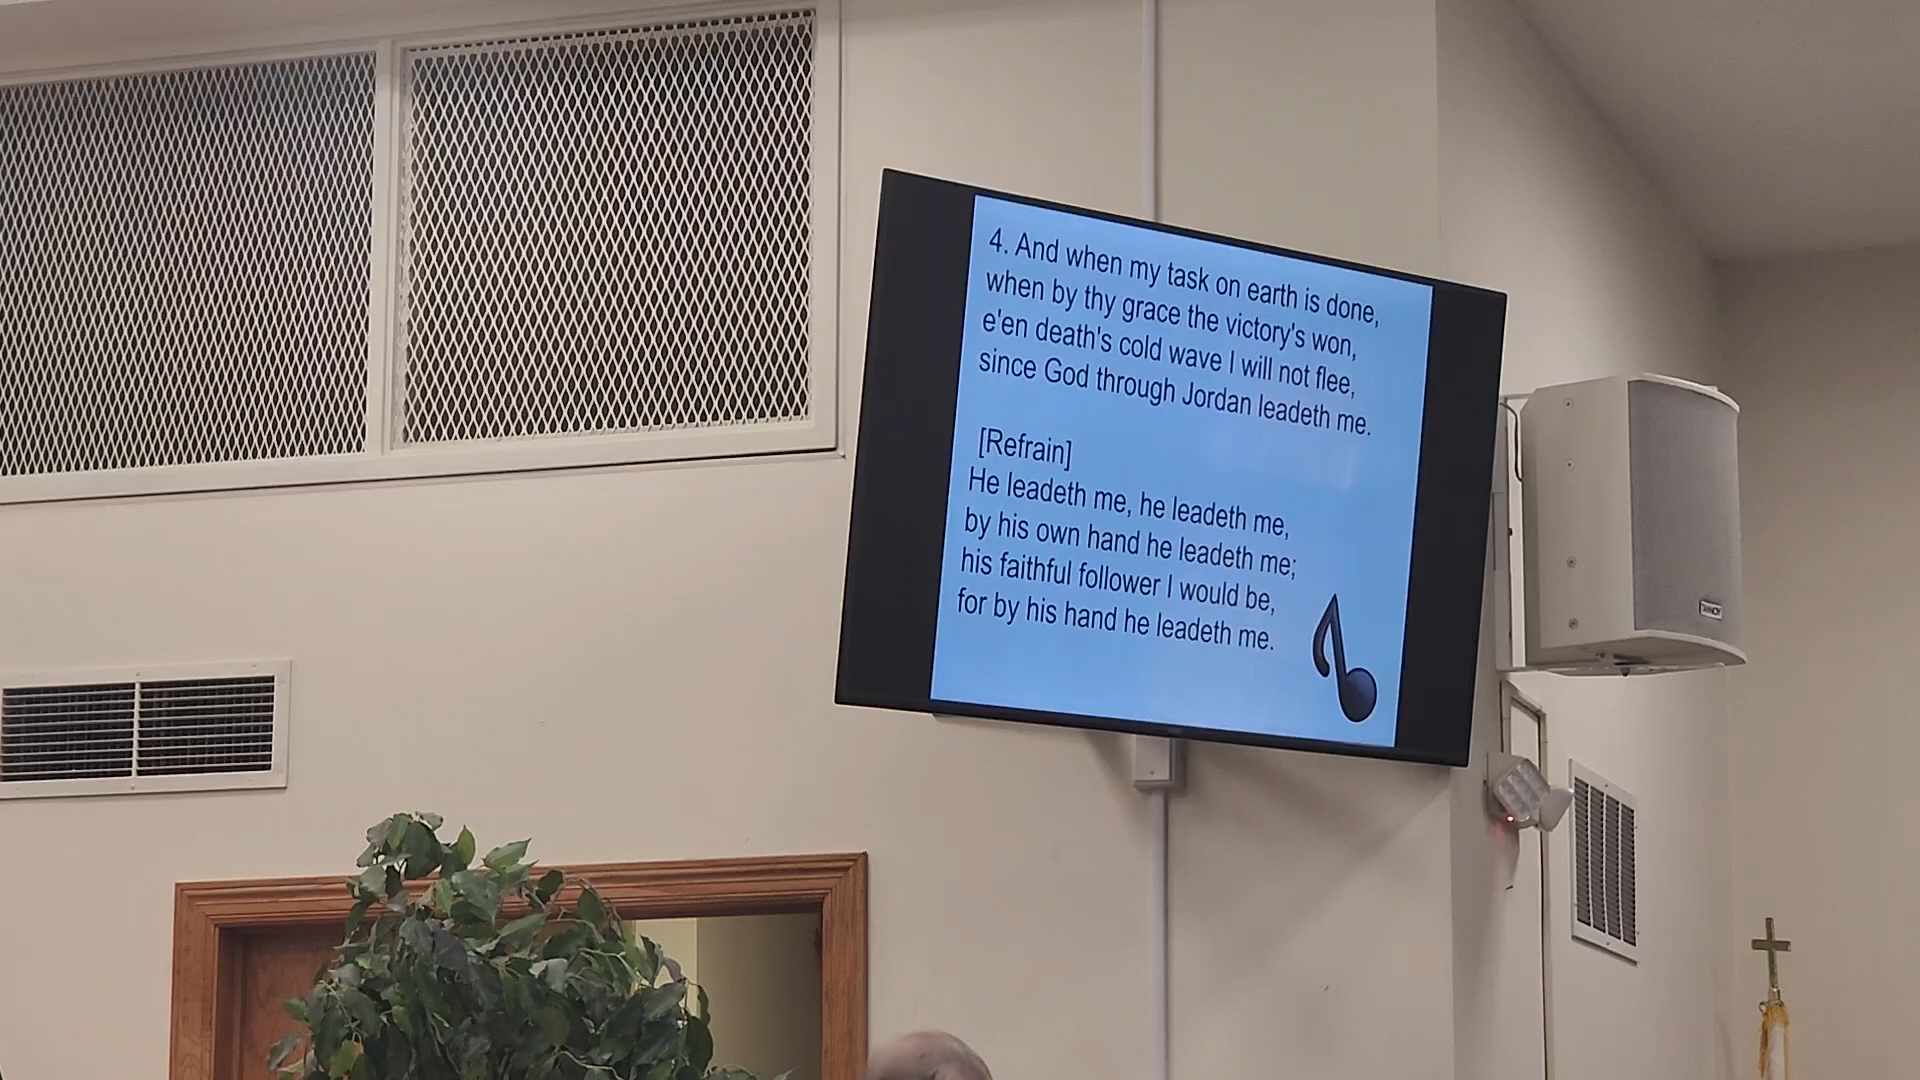 4. And when my task on earth is done,
when by thy grace the victory's won,
e'en death's cold wave I will not flee,
since God through Jordan leadeth me.
[Refrain]
He leadeth me, he leadeth me,
by his own hand he leadeth me;
his faithful follower I would be,
for by his hand he leadeth me.
TANNOY